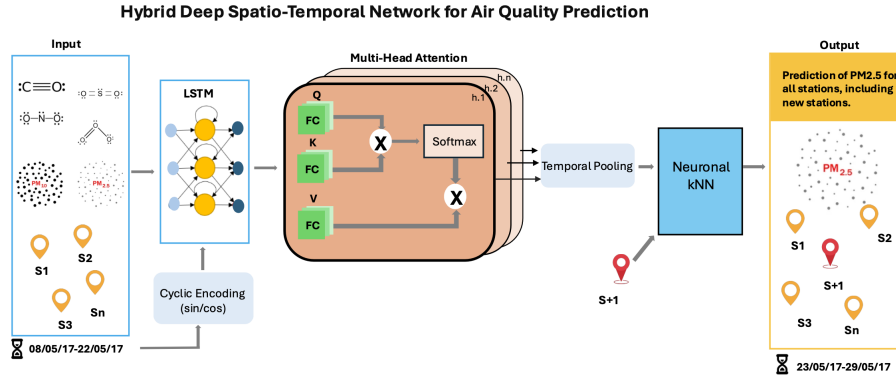 Hybrid Deep Spatio-Temporal Network for Air Quality Prediction
Input
:C≡O:
:O=S=O:
:O-N-O:
O
O:
PM10
PM2.5
S1
S2
S3
Sn
08/05/17-22/05/17
LSTM
Cyclic Encoding
(sin/cos)
Multi-Head Attention
h.n
h.2
h.1
Q
FC
K
FC
V
FC
X
Softmax
X
Temporal Pooling
S+1
Neuronal
kNN
Output
Prediction of PM2.5 for
all stations, including
new stations.
PM2.5
S1
S2
S+1
S3
Sn
23/05/17-29/05/17